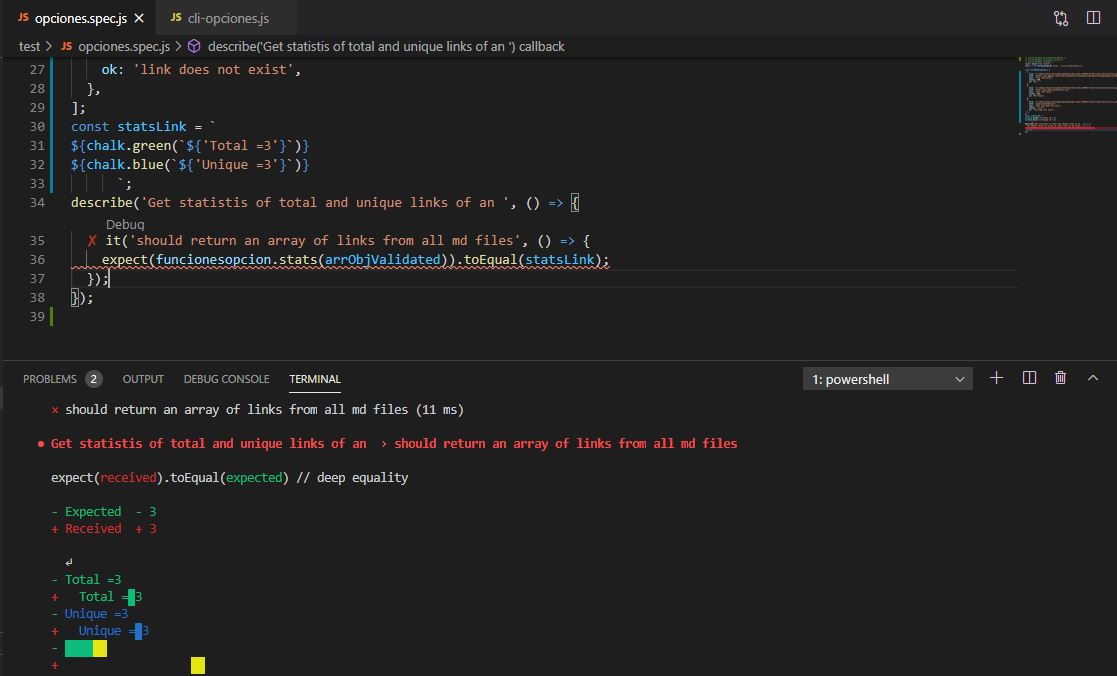 JS opciones.spec.js ×
JS cli-opciones.js
test > JS opciones.spec.js > describe('Get statistis of total and unique links of an ') callback
27 ok: 'link does not exist',
28 },
29 ];
30 const statsLink = `
31 ${chalk.green(`${'Total =3'}`)}
32 ${chalk.blue(`${'Unique =3'}`)}
33 `;
34 describe('Get statistis of total and unique links of an ', () => {
Debug
35 ✗ it('should return an array of links from all md files', () => {
36 expect(funcionesopcion.stats(arrObjValidated)).toEqual(statsLink);
37 });
38 });
39
PROBLEMS 2 OUTPUT DEBUG CONSOLE TERMINAL 1: powershell
× should return an array of links from all md files (11 ms)
● Get statistis of total and unique links of an › should return an array of links from all md files
expect(received).toEqual(expected) // deep equality
- Expected - 3
+ Received + 3
↲
- Total =3
+ Total = 3
- Unique =3
+ Unique = 3
-
+